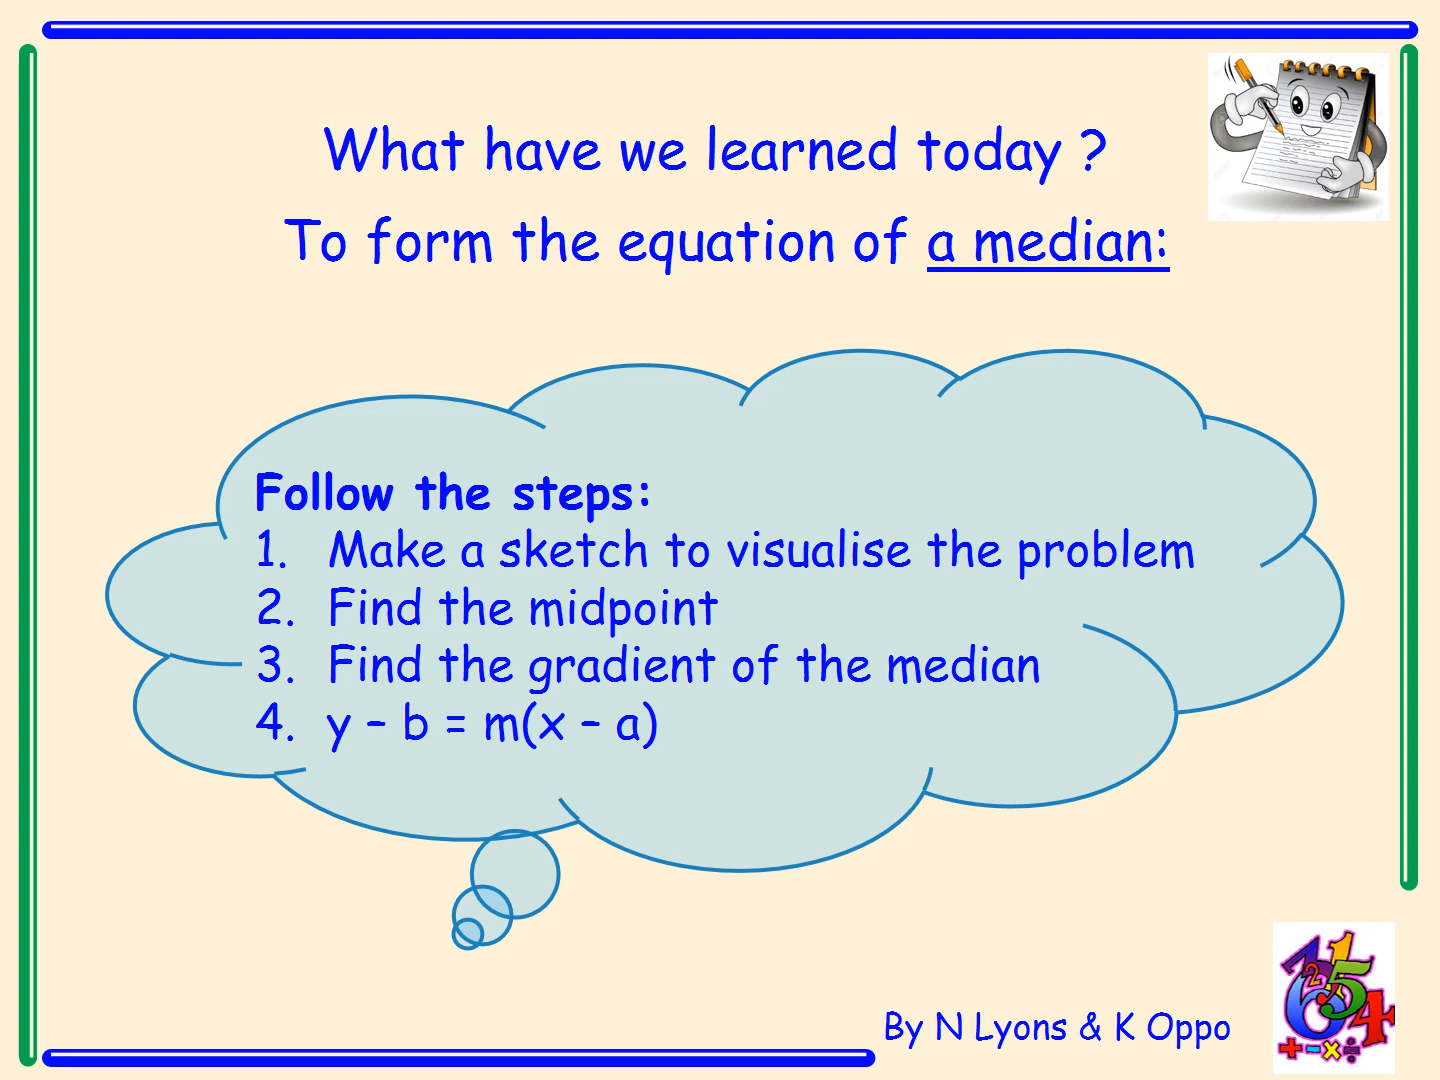 What have we learned today ?
To form the equation of a median:
Follow the steps:
1. Make a sketch to visualise the problem
2. Find the midpoint
3. Find the gradient of the median
4. y – b = m(x – a)
By N Lyons & K Oppo